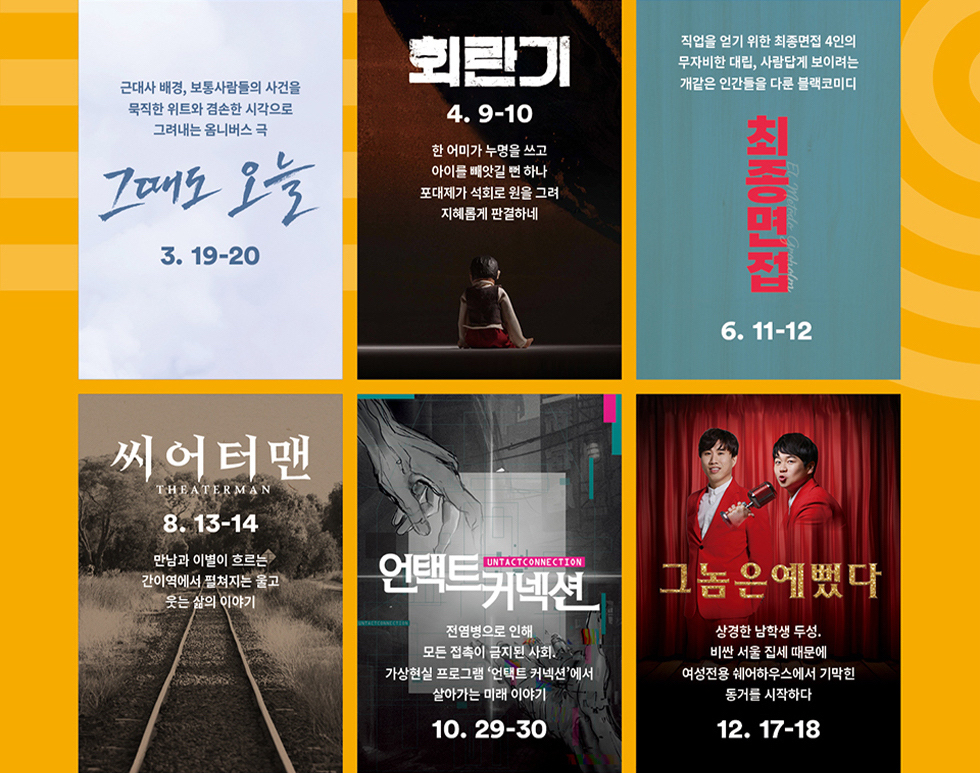 근대사 배경, 보통사람들의 사건을
묵직한 위트와 겸손한 시각으로
그려내는 옴니버스 극
그때도 오늘
3. 19-20
회란기
4. 9-10
한 어미가 누명을 쓰고
아이를 빼앗길 뻔 하나
포대제가 석회로 원을 그려
지혜롭게 판결하네
직업을 얻기 위한 최종면접 4인의
무자비한 대립, 사람답게 보이려는
개같은 인간들을 다룬 블랙코미디
최종면접
El Método Grönholm
6. 11-12
씨어터맨
THEATERMAN
8. 13-14
만남과 이별이 흐르는
간이역에서 펼쳐지는 울고
웃는 삶의 이야기
언택트
UNTACTCONNECTION
커넥션
UNTACTCONNECTION
전염병으로 인해
모든 접촉이 금지된 사회.
가상현실 프로그램 ‘언택트 커넥션’에서
살아가는 미래 이야기
10. 29-30
그놈은예뻤다
상경한 남학생 두성.
비싼 서울 집세 때문에
여성전용 쉐어하우스에서 기막힌
동거를 시작하다
12. 17-18